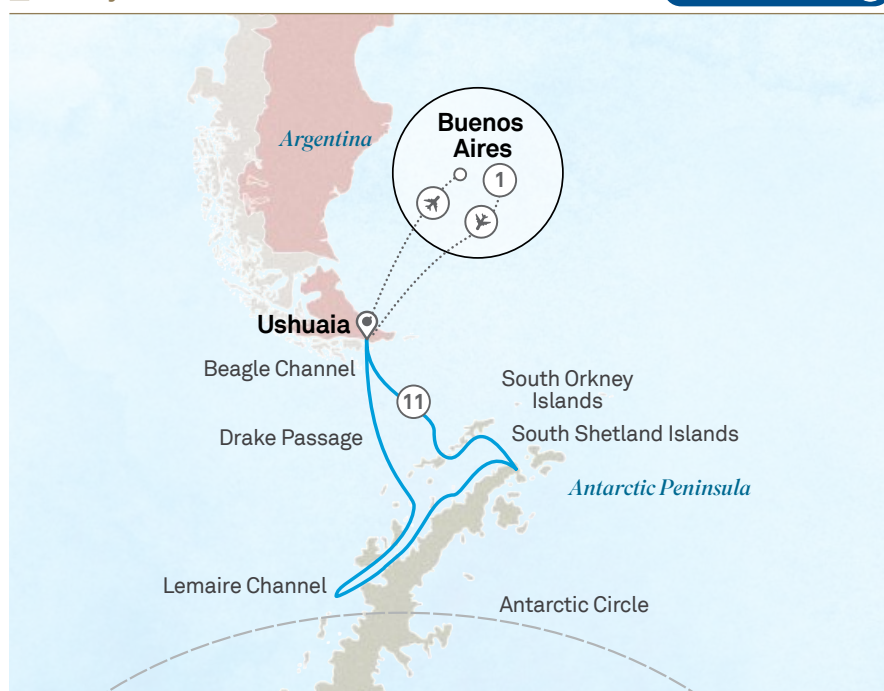 Argentina
Buenos
Aires
1
Ushuaia
Beagle Channel
11
South Orkney
Islands
Drake Passage
South Shetland Islands
Antarctic Peninsula
Lemaire Channel
Antarctic Circle